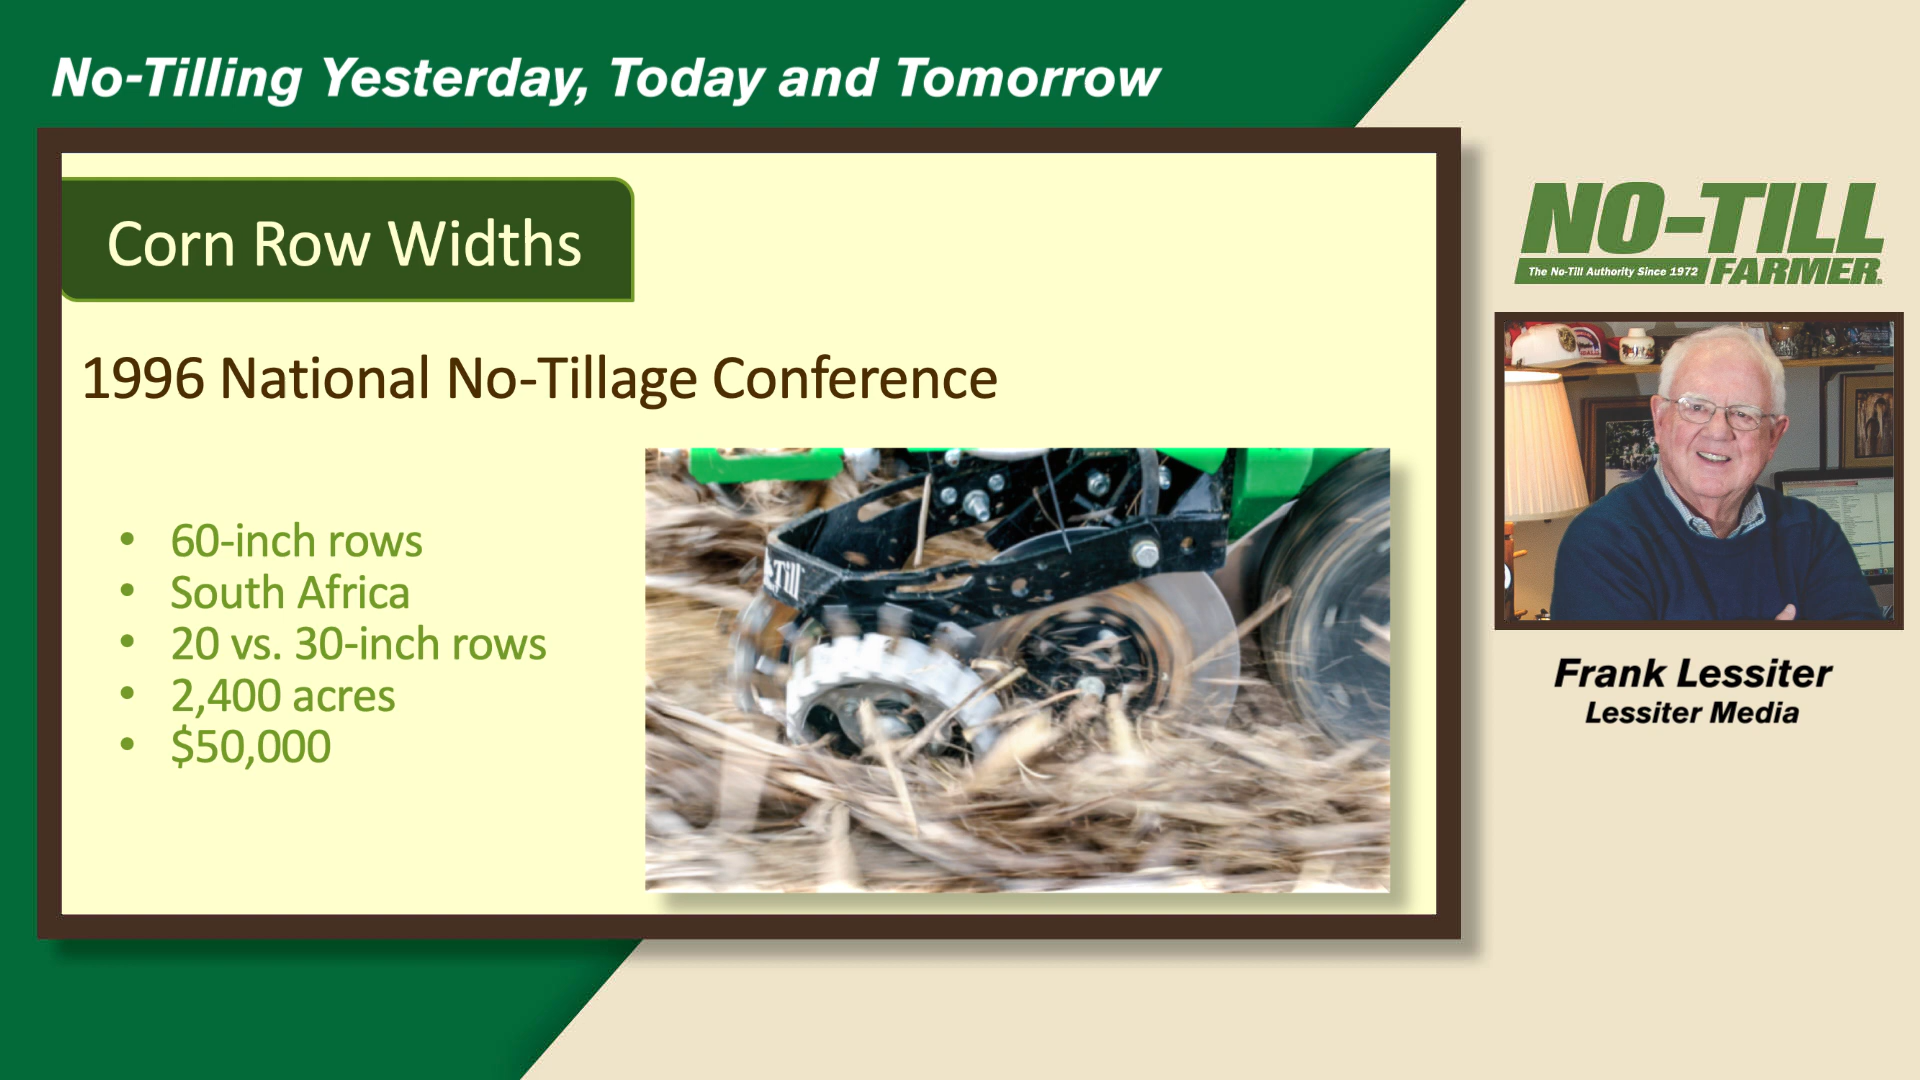 No-Tilling Yesterday, Today and Tomorrow
Corn Row Widths
1996 National No-Tillage Conference
• 60-inch rows
• South Africa
• 20 vs. 30-inch rows
• 2,400 acres
• $50,000
Till
NO-TILL
The No-Till Authority Since 1972 FARMER®
Frank Lessiter
Lessiter Media